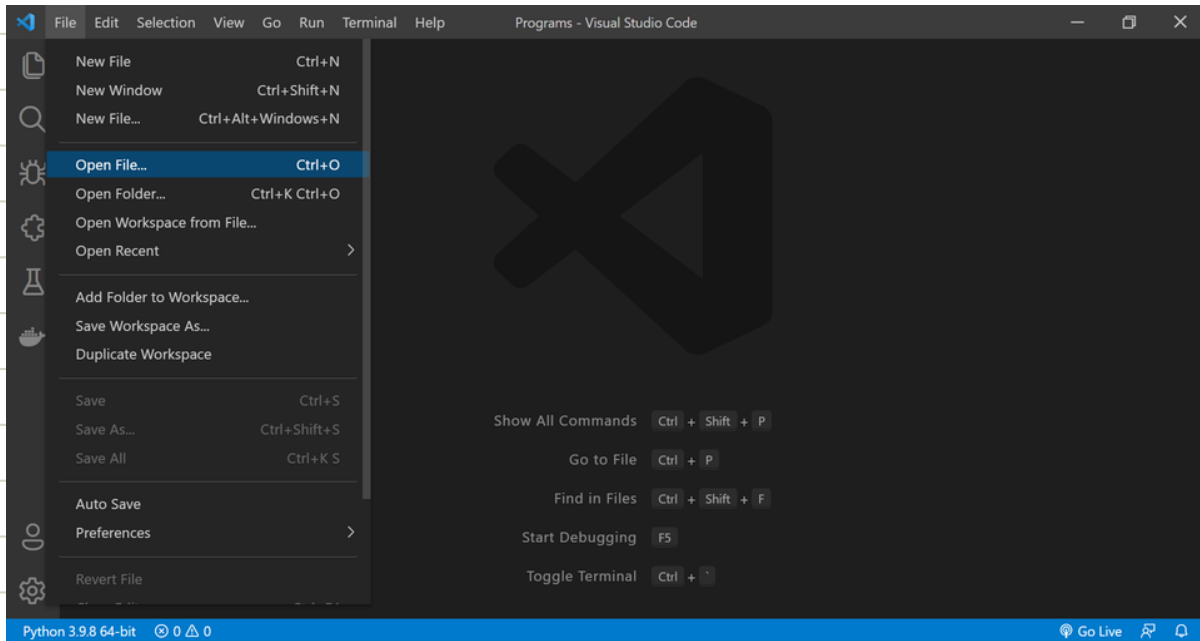 File Edit Selection View Go Run Terminal Help Programs - Visual Studio Code
New File Ctrl+N
New Window Ctrl+Shift+N
New File... Ctrl+Alt+Windows+N
Open File... Ctrl+O
Open Folder... Ctrl+K Ctrl+O
Open Workspace from File...
Open Recent
Add Folder to Workspace...
Save Workspace As...
Duplicate Workspace
Save Ctrl+S
Save As... Ctrl+Shift+S
Save All Ctrl+K S
Auto Save
Preferences
Revert File
Show All Commands Ctrl + Shift + P
Go to File Ctrl + P
Find in Files Ctrl + Shift + F
Start Debugging F5
Toggle Terminal Ctrl + `
Python 3.9.8 64-bit 0 0 Go Live